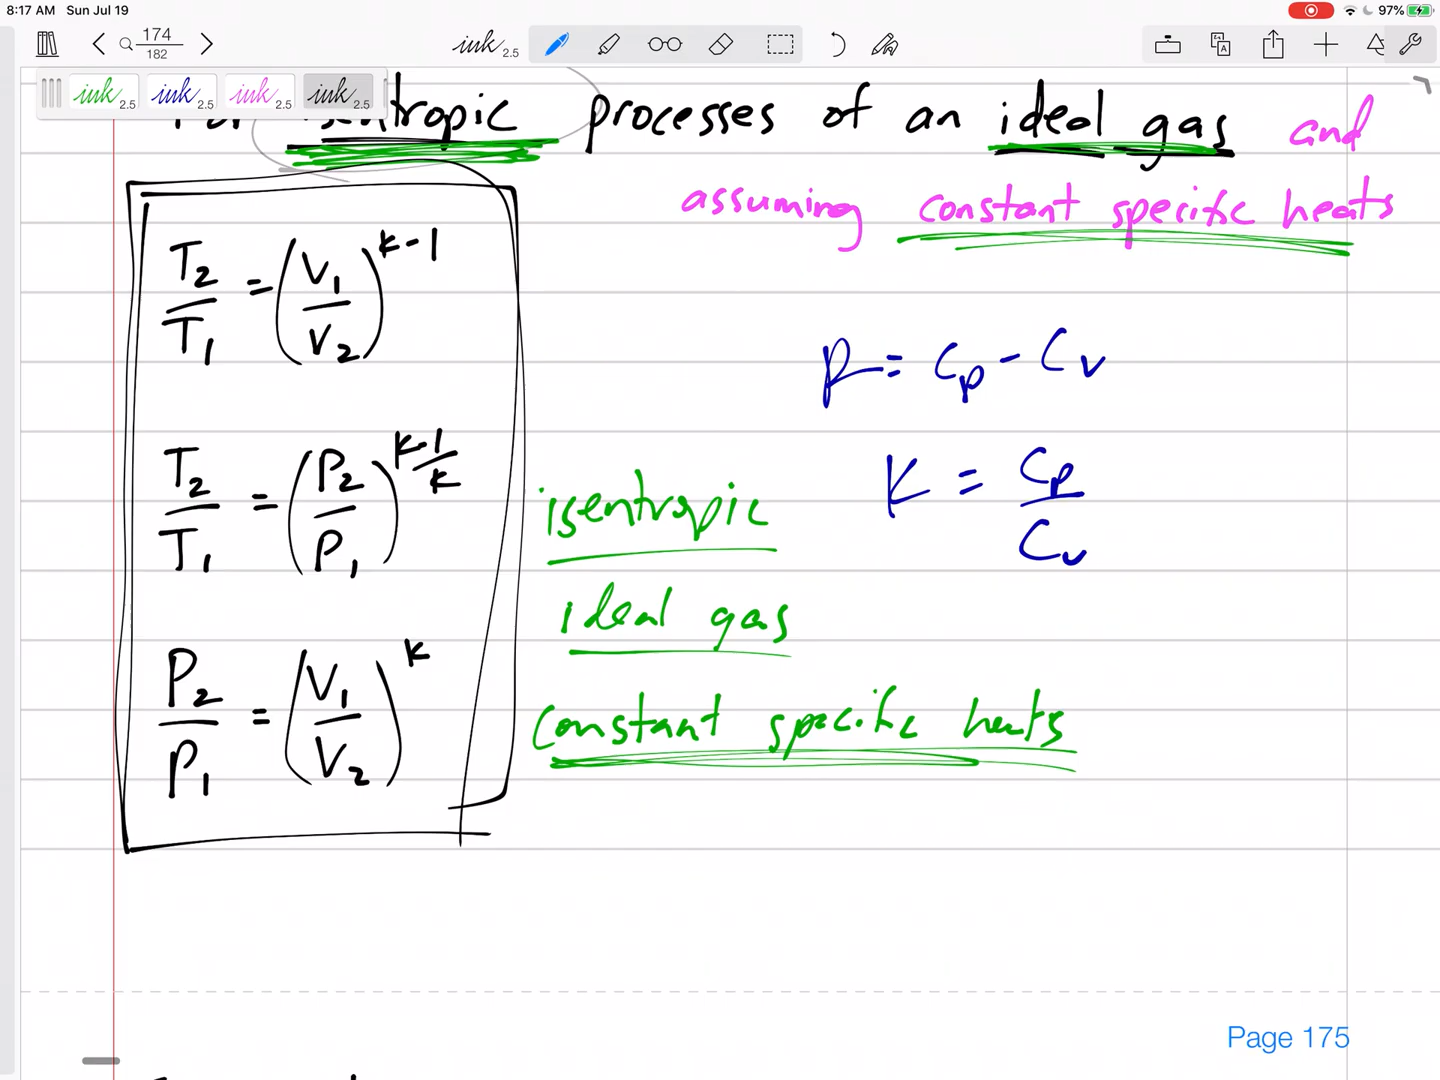 8:17 AM Sun Jul 19
97%
174
182
ink 2.5
ink 2.5 ink 2.5 ink 2.5 ink 2.5
isentropic processes of an ideal gas and
assuming constant specific heats
T2/T1 = (V1/V2)^k-1
R = Cp - Cv
T2/T1 = (P2/P1)^k-1/k
K = Cp/Cv
isentropic
ideal gas
P2/P1 = (V1/V2)^k
constant specific heats
Page 175